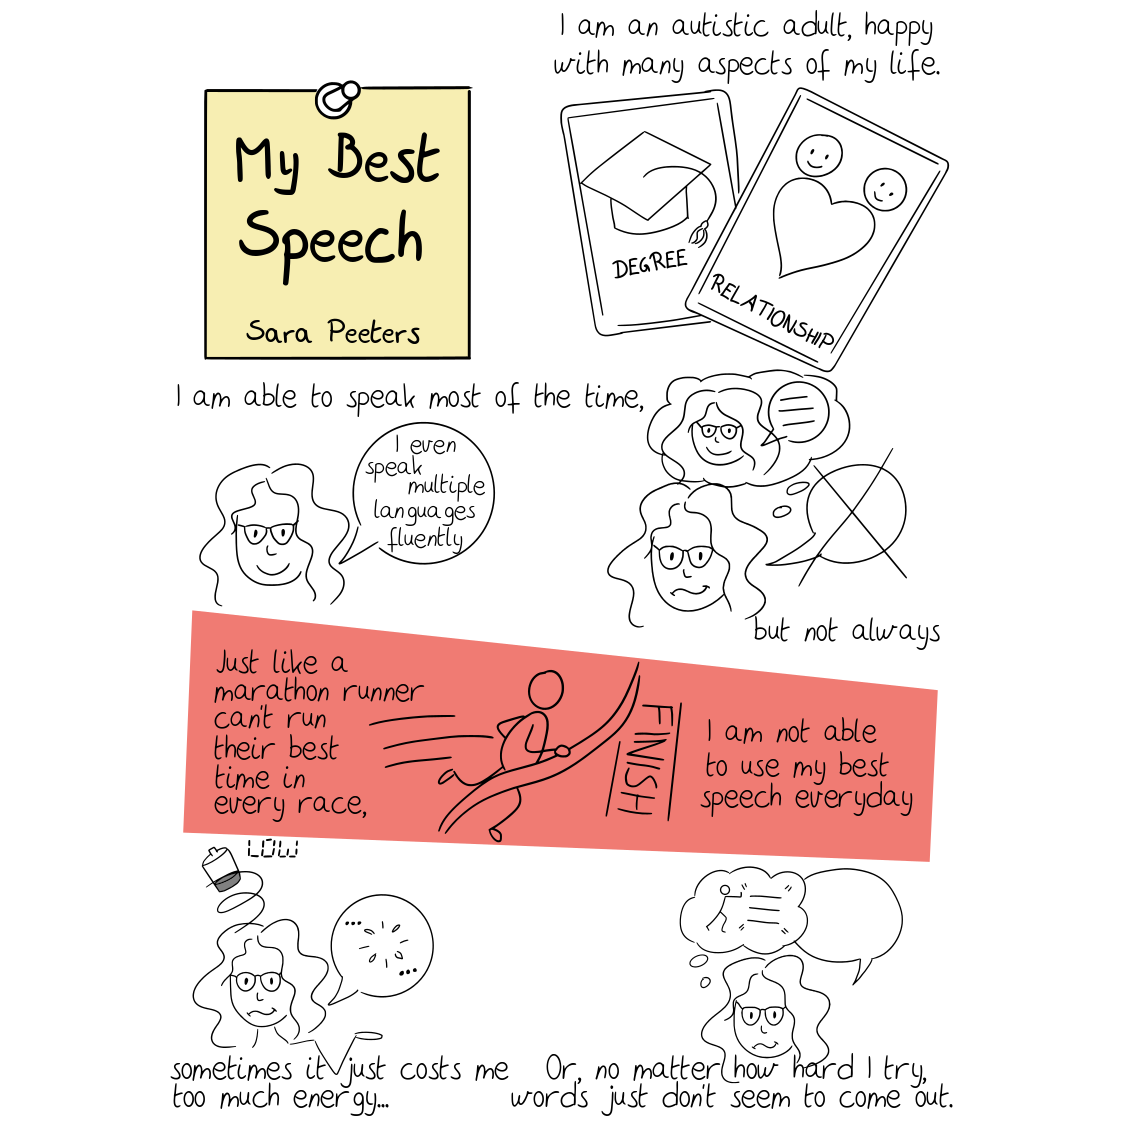 My Best
Speech
Sara Peeters
I am an autistic adult, happy
with many aspects of my life.
DEGREE
RELATIONSHIP
I am able to speak most of the time,
I even
speak
multiple
languages
fluently
but not always
Just like a
marathon runner
can't run
their best
time in
every race,
FINISH
I am not able
to use my best
speech everyday
LOW
...
...
sometimes it just costs me
too much energy...
Or, no matter how hard I try,
words just don't seem to come out.